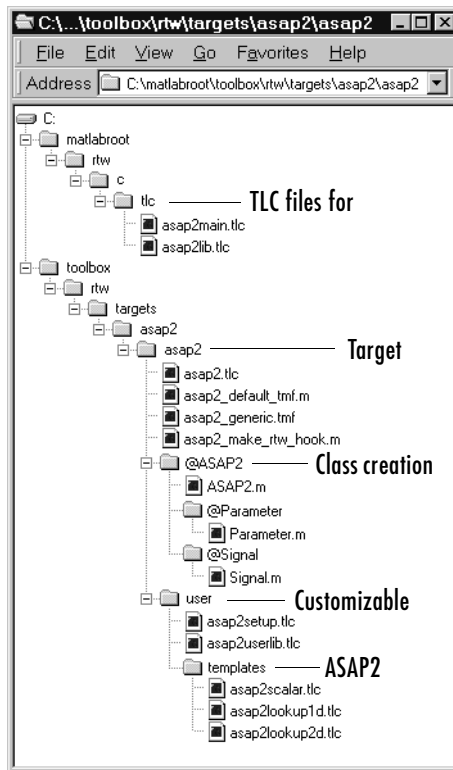 C:\...\toolbox\rtw\targets\asap2\asap2
File Edit View Go Favorites Help
Address C:\matlabroot\toolbox\rtw\targets\asap2\asap2
C:
matlabroot
rtw
c
tlc TLC files for
asap2main.tlc
asap2lib.tlc
toolbox
rtw
targets
asap2
asap2 Target
asap2.tlc
asap2_default_tmf.m
asap2_generic.tmf
asap2_make_rtw_hook.m
@ASAP2 Class creation
ASAP2.m
@Parameter
Parameter.m
@Signal
Signal.m
user Customizable
asap2setup.tlc
asap2userlib.tlc
templates ASAP2
asap2scalar.tlc
asap2lookup1d.tlc
asap2lookup2d.tlc